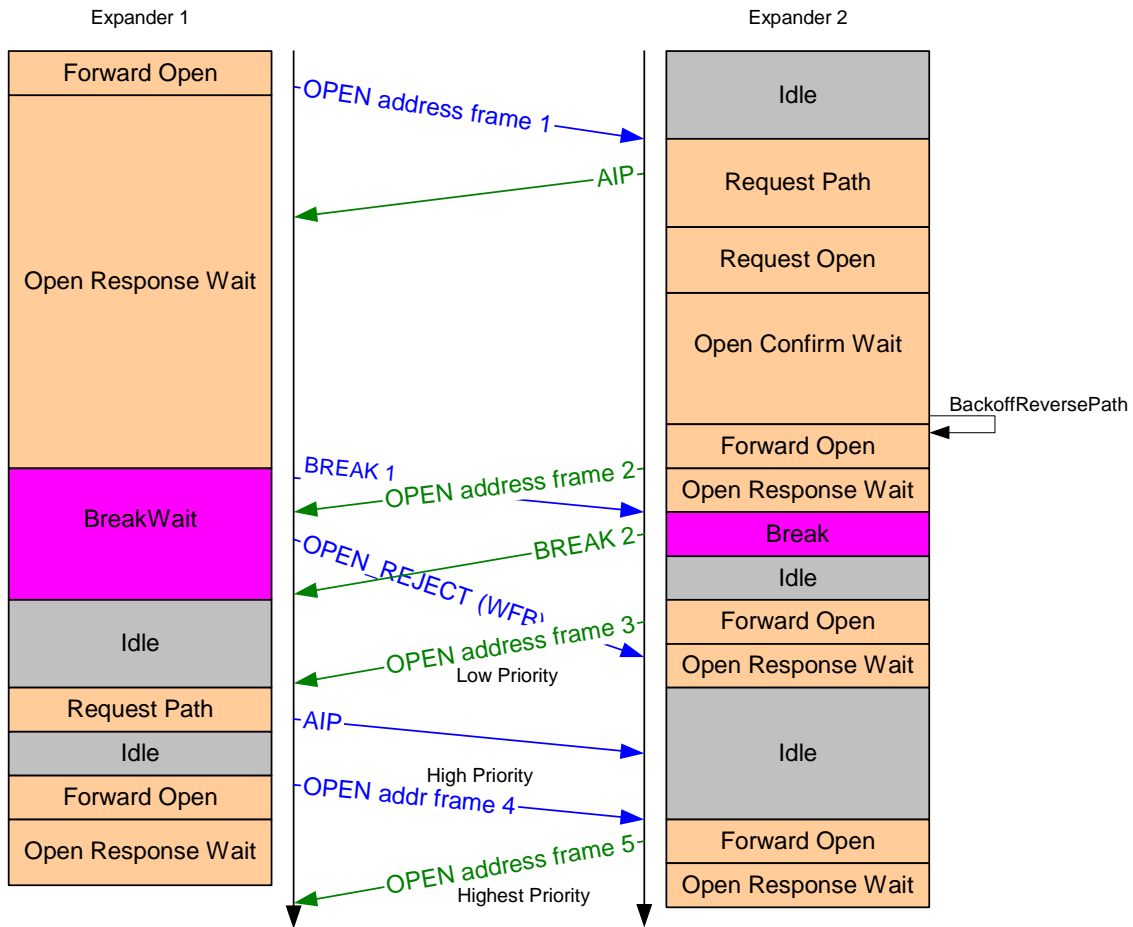 Expander 1
Expander 2
Forward Open
OPEN address frame 1
Idle
AIP
Request Path
Open Response Wait
Request Open
Open Confirm Wait
BackoffReversePath
Forward Open
BREAK 1
OPEN address frame 2
Open Response Wait
BreakWait
BREAK 2
Break
OPEN_REJECT (WFB)
Idle
Idle
OPEN address frame 3
Forward Open
Low Priority
Open Response Wait
Request Path
AIP
Idle
Idle
High Priority
Forward Open
OPEN addr frame 4
Open Response Wait
OPEN address frame 5
Forward Open
Highest Priority
Open Response Wait